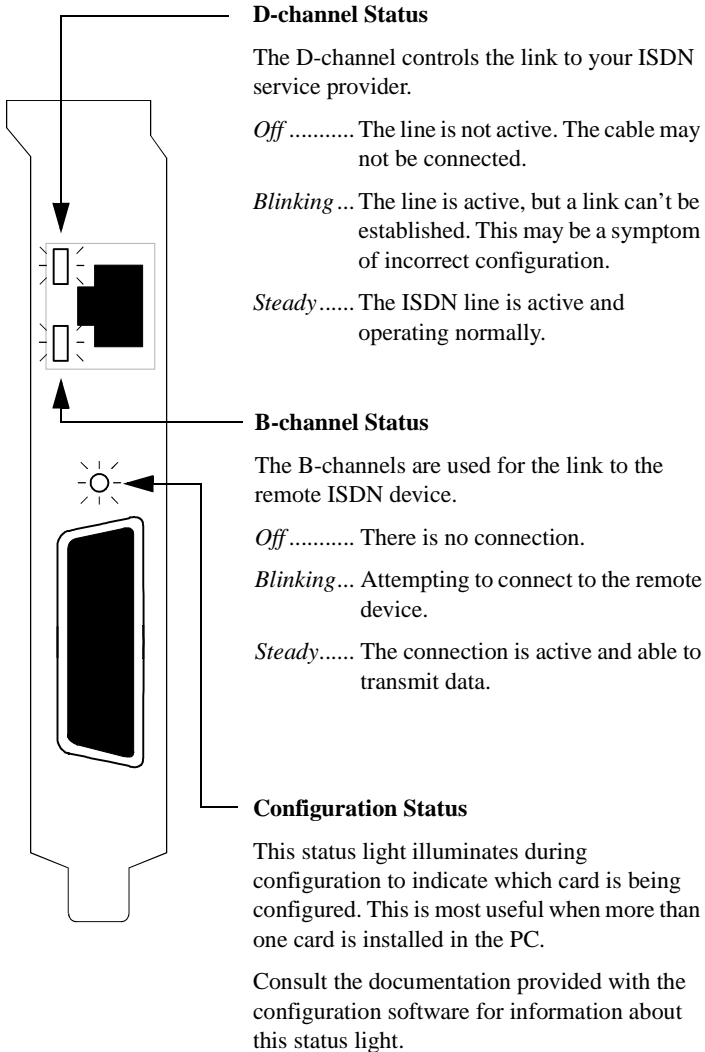 D-channel Status
The D-channel controls the link to your ISDN
service provider.
Off ........... The line is not active. The cable may
not be connected.
Blinking ... The line is active, but a link can’t be
established. This may be a symptom
of incorrect configuration.
Steady ...... The ISDN line is active and
operating normally.
B-channel Status
The B-channels are used for the link to the
remote ISDN device.
Off ........... There is no connection.
Blinking ... Attempting to connect to the remote
device.
Steady ...... The connection is active and able to
transmit data.
Configuration Status
This status light illuminates during
configuration to indicate which card is being
configured. This is most useful when more than
one card is installed in the PC.
Consult the documentation provided with the
configuration software for information about
this status light.